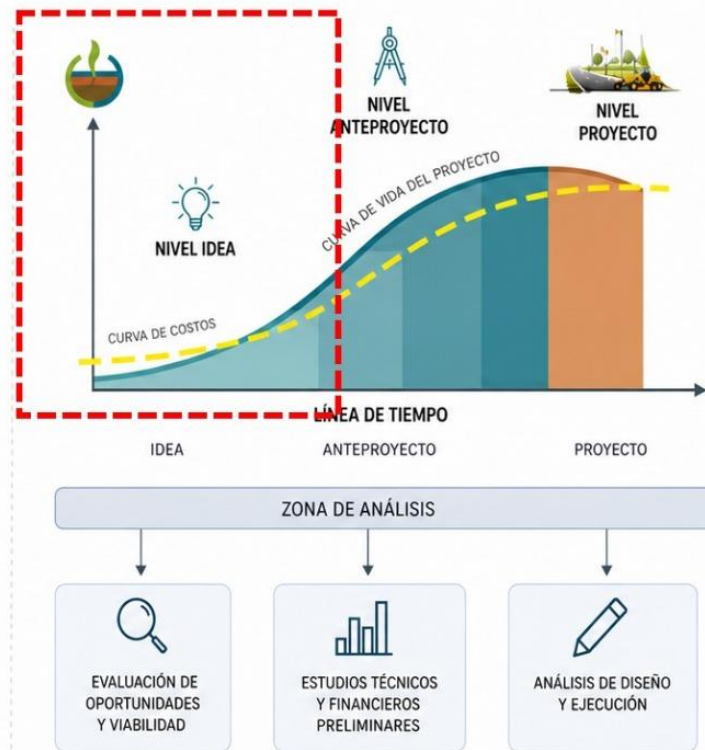 NIVEL
ANTEPROYECTO
NIVEL
PROYECTO
NIVEL IDEA
CURVA DE VIDA DEL PROYECTO
CURVA DE COSTOS
LÍNEA DE TIEMPO
IDEA
ANTEPROYECTO
PROYECTO
ZONA DE ANÁLISIS
EVALUACIÓN DE
OPORTUNIDADES
Y VIABILIDAD
ESTUDIOS TÉCNICOS
Y FINANCIEROS
PRELIMINARES
ANÁLISIS DE DISEÑO
Y EJECUCIÓN